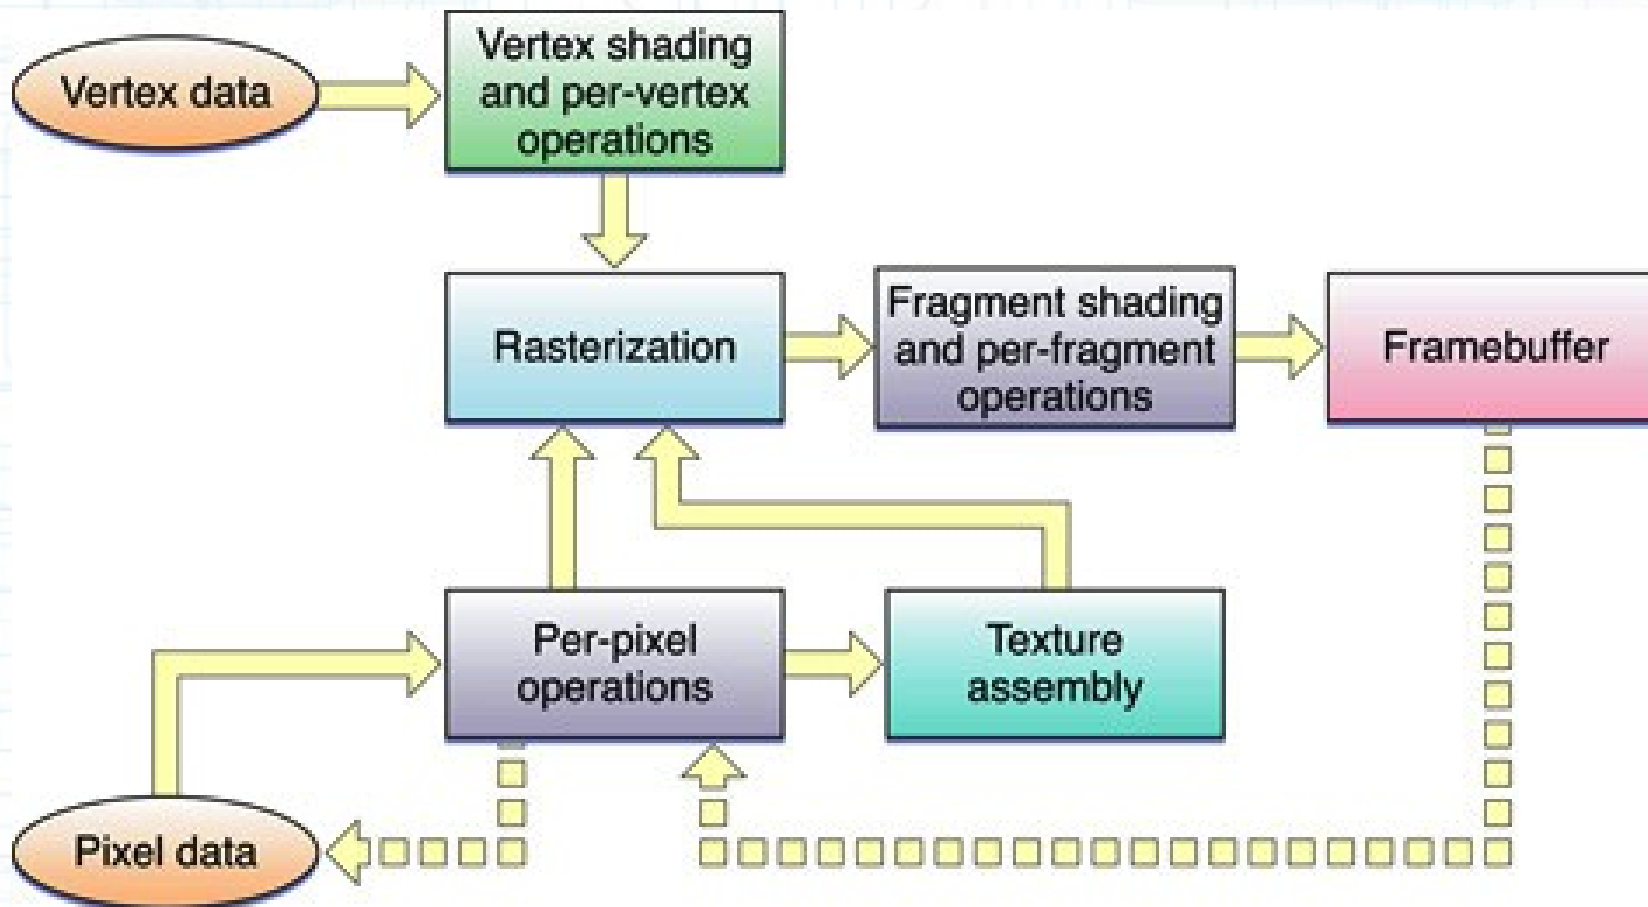 Vertex data
Vertex shading
and per-vertex
operations
Rasterization
Fragment shading
and per-fragment
operations
Framebuffer
Per-pixel
operations
Texture
assembly
Pixel data